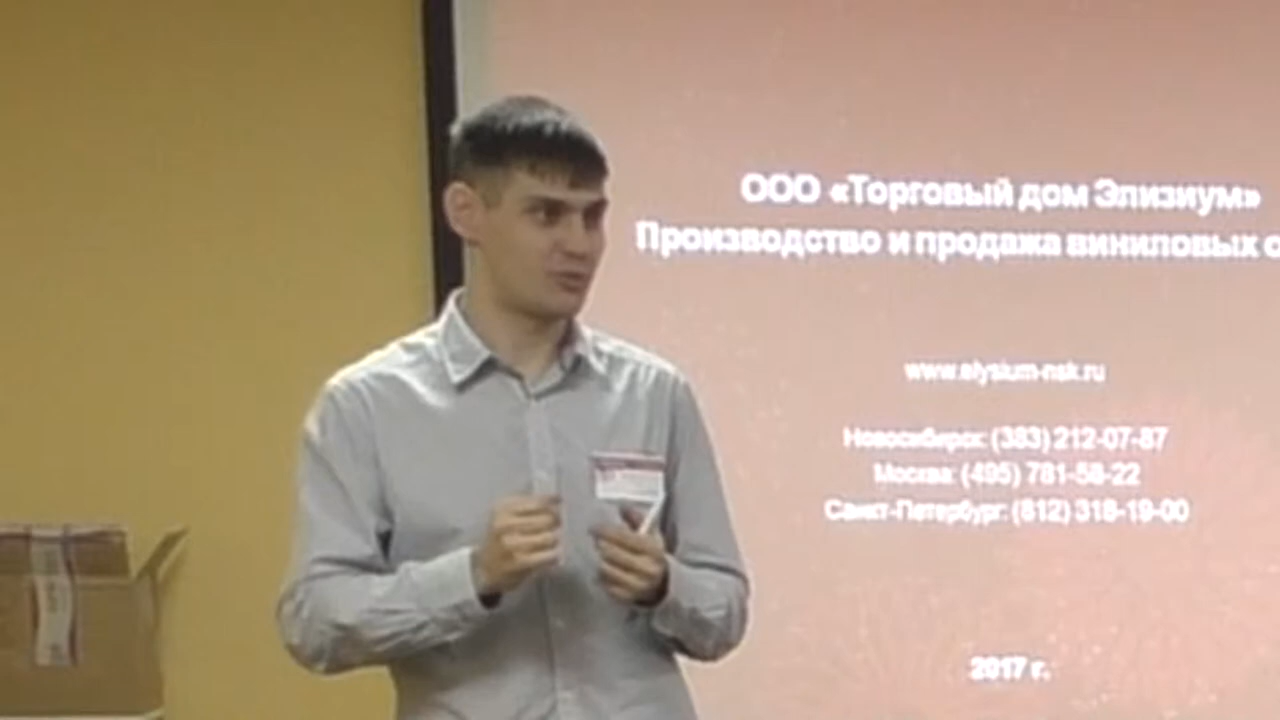 ООО «Торговый дом Элизиум»
Производство и продажа виниловых
www.elysium-nsk.ru
Новосибирск: (383) 212-07-87
Москва: (495) 781-58-22
Санкт-Петербург: (812) 318-19-00
2017 г.